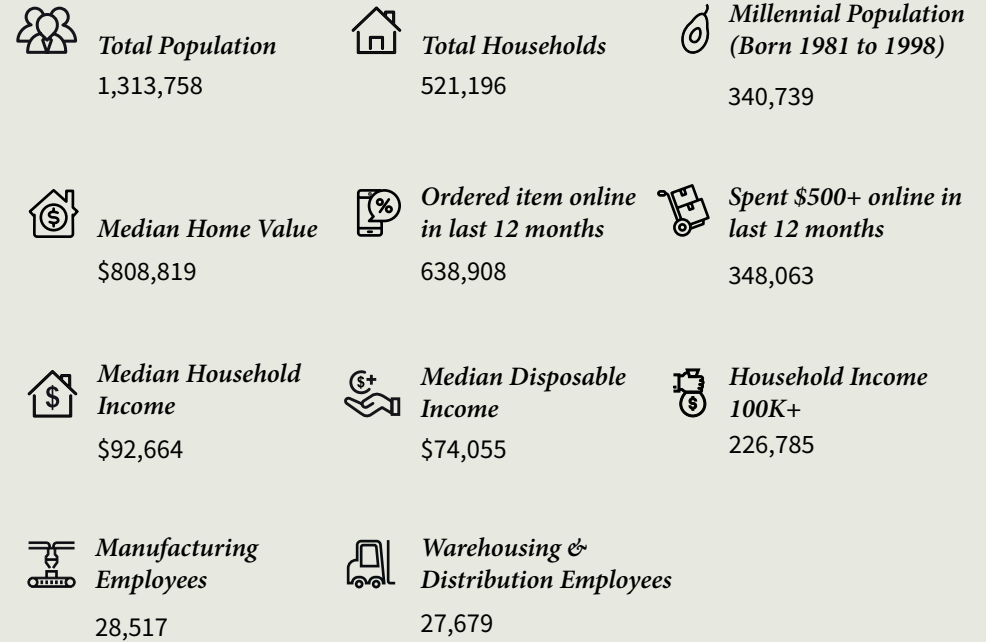 Total Population
1,313,758
Total Households
521,196
Millennial Population
(Born 1981 to 1998)
340,739
$
Median Home Value
$808,819
%
Ordered item online
in last 12 months
638,908
Spent $500+ online in
last 12 months
348,063
$
Median Household
Income
$92,664
$+
Median Disposable
Income
$74,055
$
Household Income
100K+
226,785
Manufacturing
Employees
28,517
Warehousing &
Distribution Employees
27,679